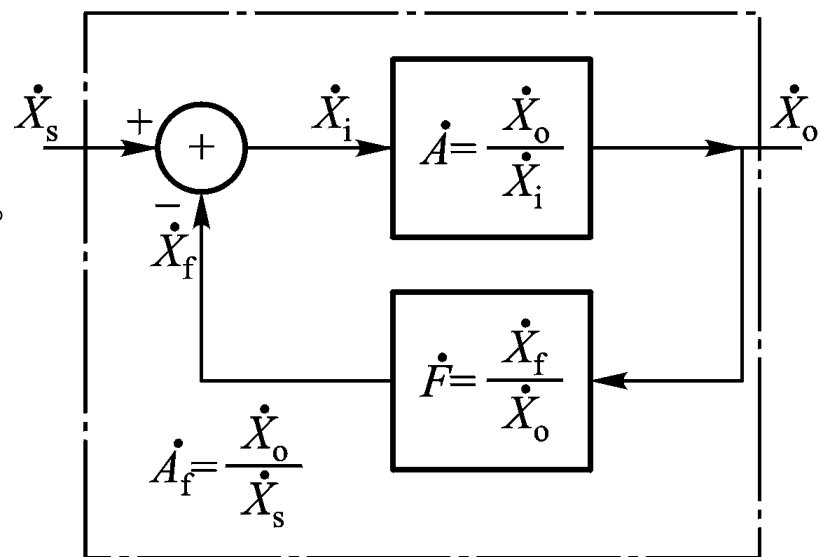 Ẋs
+
+
−
Ẋf
Ẋi
Ȧ = Ẋo / Ẋi
Ẋo
Ḟ = Ẋf / Ẋo
Ȧf = Ẋo / Ẋs